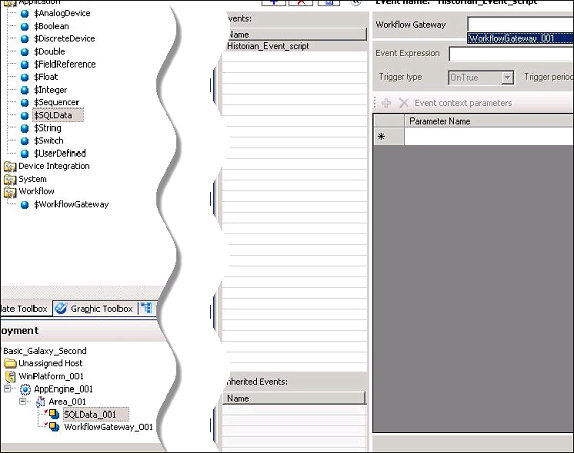 Application
$AnalogDevice
$Boolean
$DiscreteDevice
$Double
$FieldReference
$Float
$Integer
$Sequencer
$SQLData
$String
$Switch
$UserDefined
Device Integration
System
Workflow
$WorkflowGateway
late Toolbox
Graphic Toolbox
oyment
Basic_Galaxy_Second
Unassigned Host
WinPlatform_001
AppEngine_001
Area_001
SQLData_001
WorkflowGateway_001
vents:
Name
Historian_Event_script
nherited Events:
Name
Event Name: Historian_Event_script
Workflow Gateway
WorkflowGateway_001
Event Expression
Trigger type OnTrue Trigger period
Event context parameters
Parameter Name